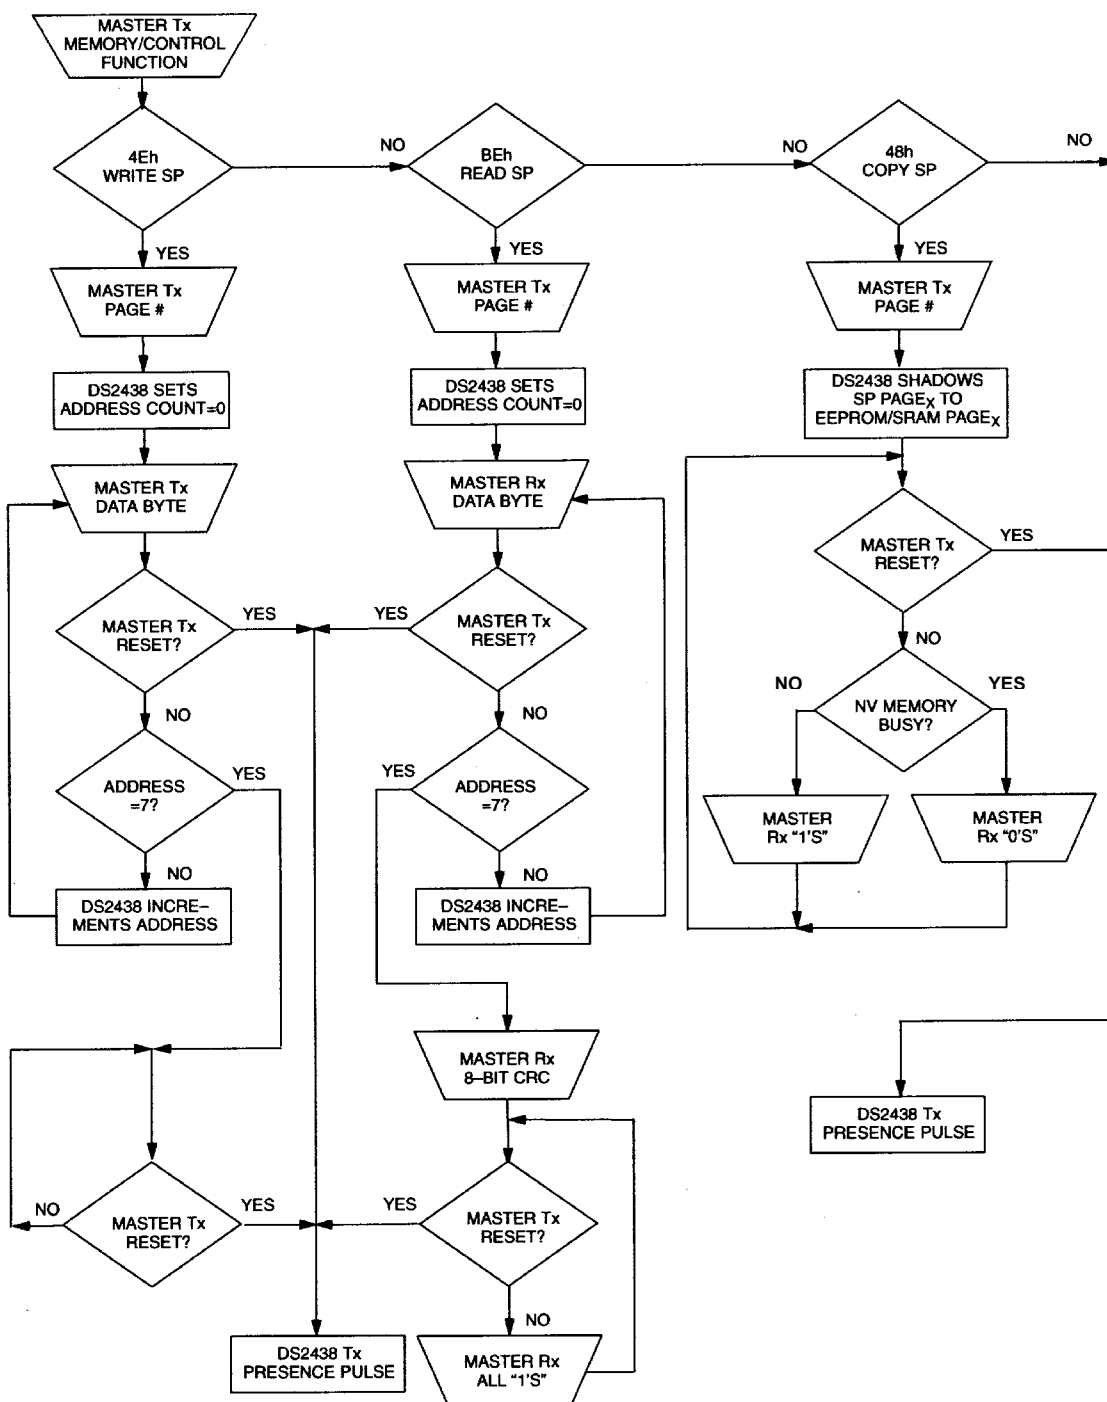 MASTER Tx
MEMORY/CONTROL
FUNCTION
4Eh
WRITE SP
NO
BEh
READ SP
NO
48h
COPY SP
NO
YES
YES
YES
MASTER Tx
PAGE #
MASTER Tx
PAGE #
MASTER Tx
PAGE #
DS2438 SETS
ADDRESS COUNT=0
DS2438 SETS
ADDRESS COUNT=0
DS2438 SHADOWS
SP PAGEX TO
EEPROM/SRAM PAGEX
MASTER Tx
DATA BYTE
MASTER Rx
DATA BYTE
MASTER Tx
RESET?
YES
MASTER Tx
RESET?
YES
YES
MASTER Tx
RESET?
NO
NO
NO
NO
NV MEMORY
BUSY?
YES
ADDRESS
=7?
YES
YES
ADDRESS
=7?
MASTER
Rx "1'S"
MASTER
Rx "0'S"
NO
NO
DS2438 INCRE–
MENTS ADDRESS
DS2438 INCRE–
MENTS ADDRESS
MASTER Rx
8–BIT CRC
DS2438 Tx
PRESENCE PULSE
NO
MASTER Tx
RESET?
YES
YES
MASTER Tx
RESET?
NO
DS2438 Tx
PRESENCE PULSE
MASTER Rx
ALL "1'S"